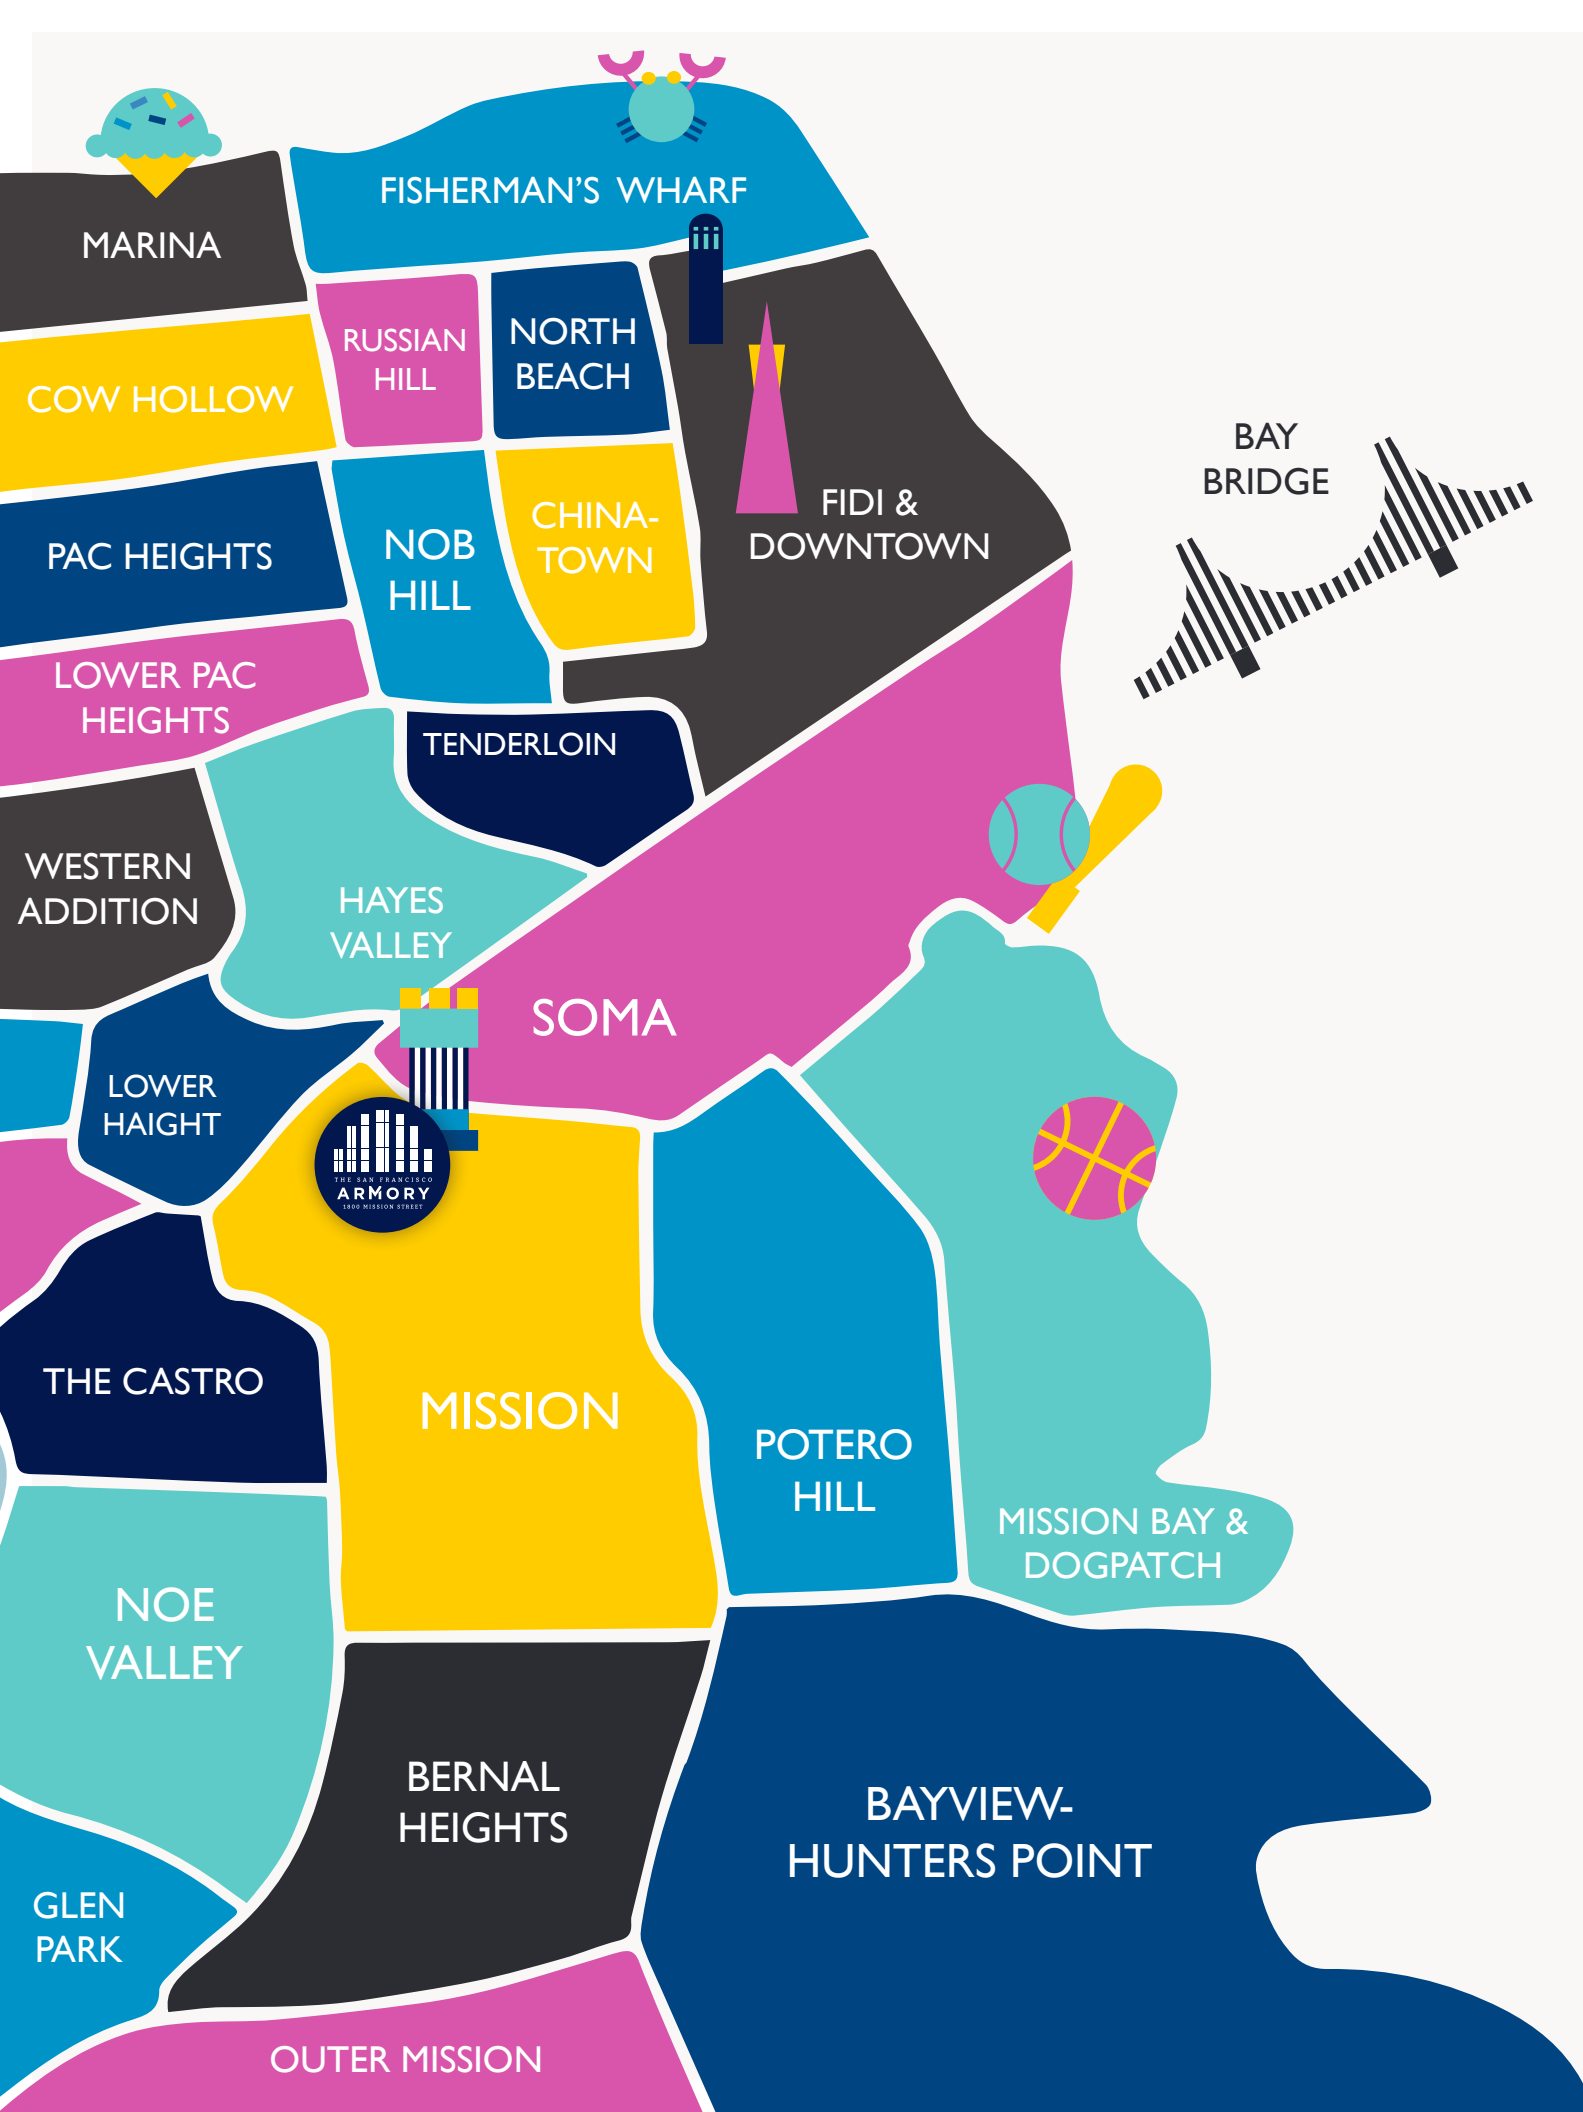 FISHERMAN'S WHARF
MARINA
RUSSIAN
HILL
NORTH
BEACH
COW HOLLOW
BAY
BRIDGE
FIDI &
DOWNTOWN
CHINA-
TOWN
NOB
HILL
PAC HEIGHTS
LOWER PAC
HEIGHTS
TENDERLOIN
WESTERN
ADDITION
HAYES
VALLEY
SOMA
LOWER
HAIGHT
THE SAN FRANCISCO
ARMORY
1800 MISSION STREET
THE CASTRO
MISSION
POTERO
HILL
MISSION BAY &
DOGPATCH
NOE
VALLEY
BERNAL
HEIGHTS
BAYVIEW-
HUNTERS POINT
GLEN
PARK
OUTER MISSION